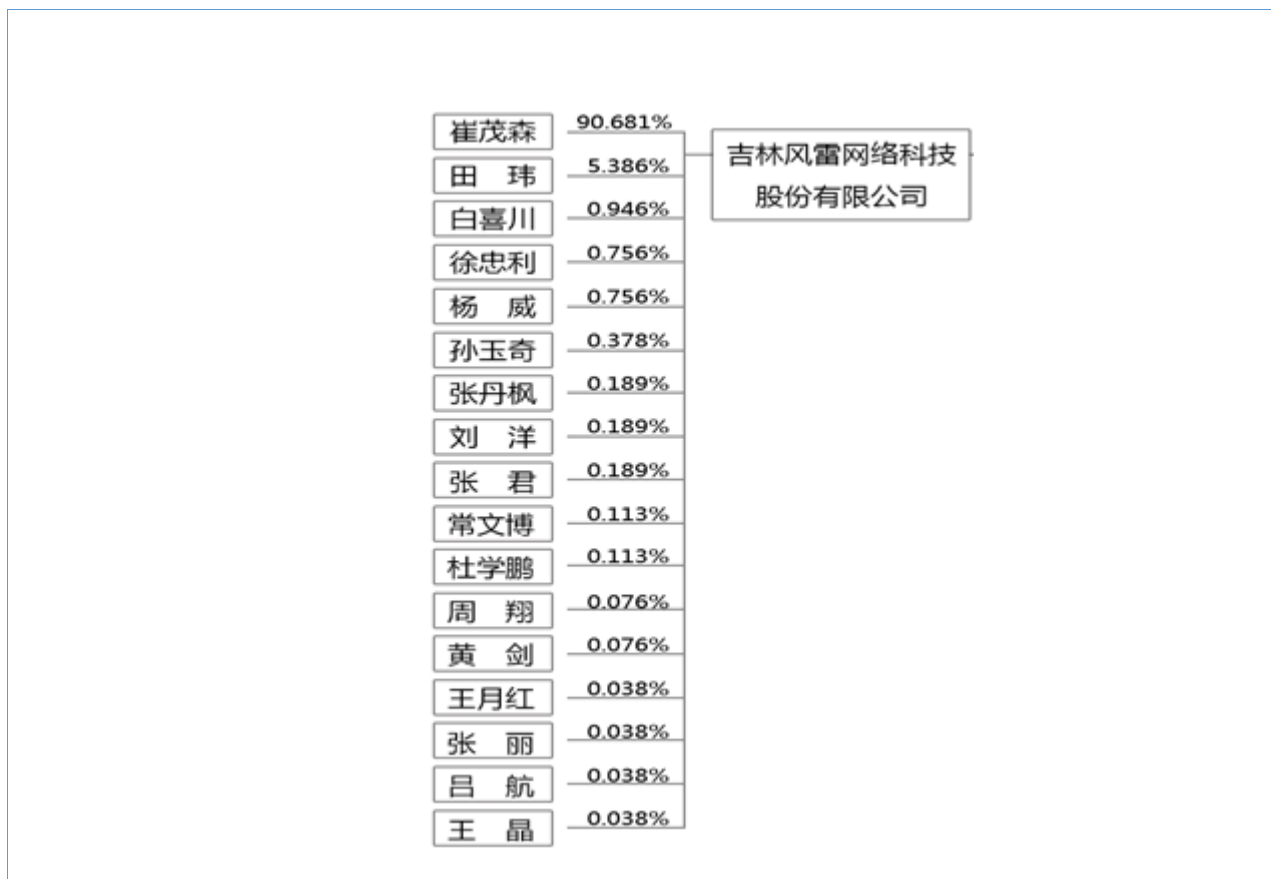 崔茂森 90.681%
田 玮 5.386%
白喜川 0.946%
徐忠利 0.756%
杨 威 0.756%
孙玉奇 0.378%
张丹枫 0.189%
刘 洋 0.189%
张 君 0.189%
常文博 0.113%
杜学鹏 0.113%
周 翔 0.076%
黄 剑 0.076%
王月红 0.038%
张 丽 0.038%
吕 航 0.038%
王 晶 0.038%
吉林风雷网络科技
股份有限公司